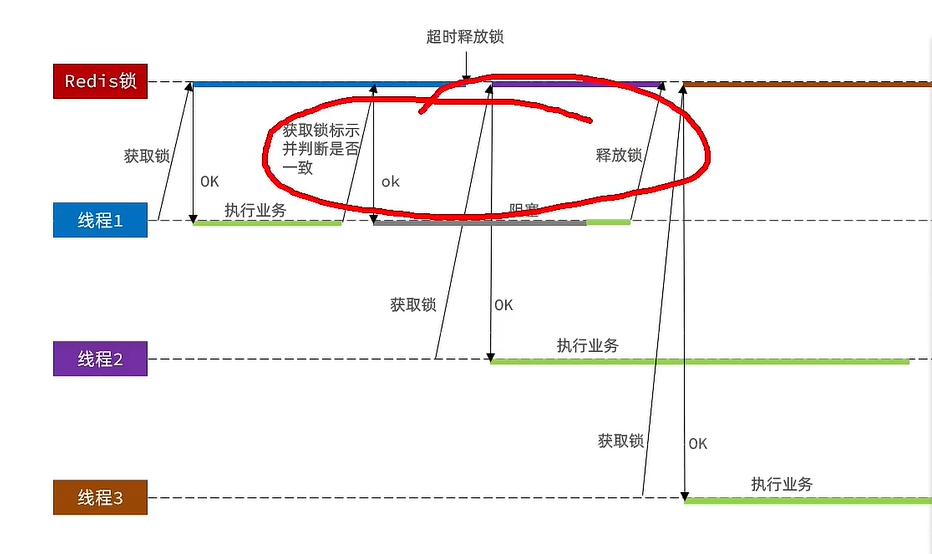 超时释放锁
Redis锁
获取锁标示
并判断是否
一致
获取锁
释放锁
OK
ok
线程1
执行业务
阻塞
获取锁
OK
线程2
执行业务
获取锁
OK
线程3
执行业务